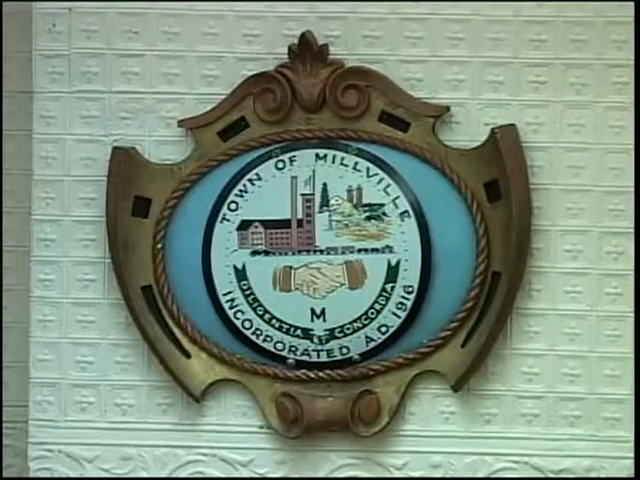 TOWN OF MILLVILLE
DILIGENTIA ET CONCORDIA
M
INCORPORATED A.D. 1916